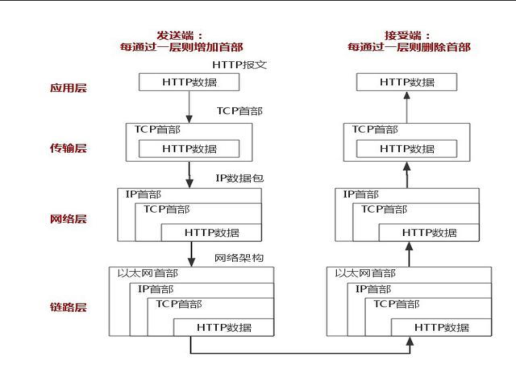 发送端：
每通过一层则增加首部
接受端：
每通过一层则删除首部
HTTP报文
应用层
HTTP数据
HTTP数据
TCP首部
TCP首部
TCP首部
传输层
HTTP数据
HTTP数据
IP数据包
IP首部
IP首部
TCP首部
TCP首部
网络层
HTTP数据
HTTP数据
网络架构
以太网首部
以太网首部
IP首部
IP首部
链路层
TCP首部
TCP首部
HTTP数据
HTTP数据